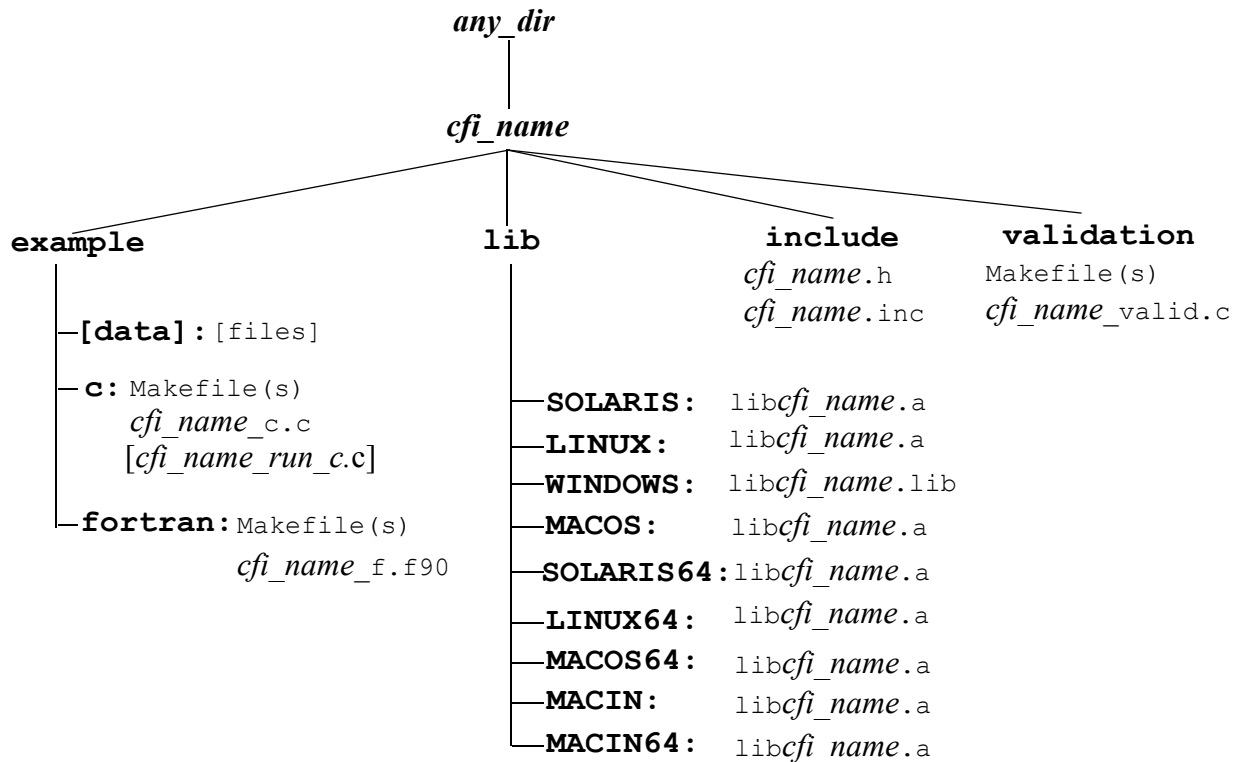 any_dir
cfi_name
example
lib
include
validation
cfi_name.h
Makefile(s)
cfi_name.inc
cfi_name_valid.c
[data]: [files]
c: Makefile(s)
cfi_name_c.c
[cfi_name_run_c.c]
fortran: Makefile(s)
cfi_name_f.f90
SOLARIS: libcfi_name.a
LINUX: libcfi_name.a
WINDOWS: libcfi_name.lib
MACOS: libcfi_name.a
SOLARIS64: libcfi_name.a
LINUX64: libcfi_name.a
MACOS64: libcfi_name.a
MACIN: libcfi_name.a
MACIN64: libcfi_name.a